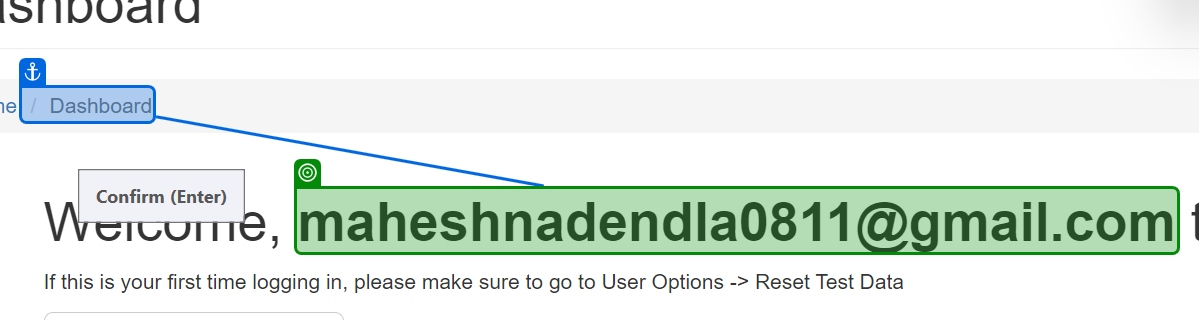 ashboard
ne / Dashboard
Confirm (Enter)
Welcome, maheshnadendla0811@gmail.com t
If this is your first time logging in, please make sure to go to User Options -> Reset Test Data